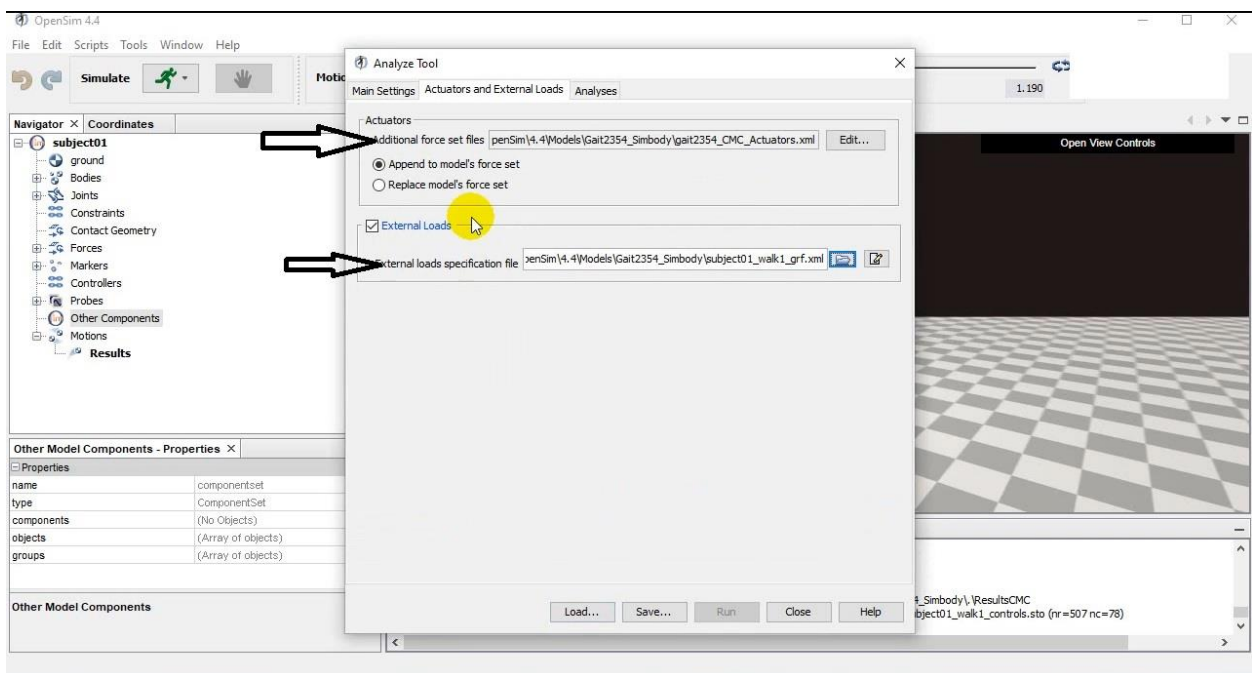 OpenSim 4.4
File Edit Scripts Tools Window Help
Simulate
Motio
1.190
Navigator × Coordinates
subject01
ground
Bodies
Joints
Constraints
Contact Geometry
Forces
Markers
Controllers
Probes
Other Components
Motions
Results
Other Model Components - Properties ×
Properties
name componentset
type ComponentSet
components (No Objects)
objects (Array of objects)
groups (Array of objects)
Other Model Components
Analyze Tool
Main Settings Actuators and External Loads Analyses
Actuators
Additional force set files penSim\4.4\Models\Gait2354_Simbody\gait2354_CMC_Actuators.xml Edit...
Append to model's force set
Replace model's force set
External Loads
External loads specification file penSim\4.4\Models\Gait2354_Simbody\subject01_walk1_grf.xml
Load... Save... Run Close Help
Open View Controls
4_Simbody\.\ResultsCMC
bject01_walk1_controls.sto (nr=507 nc=78)